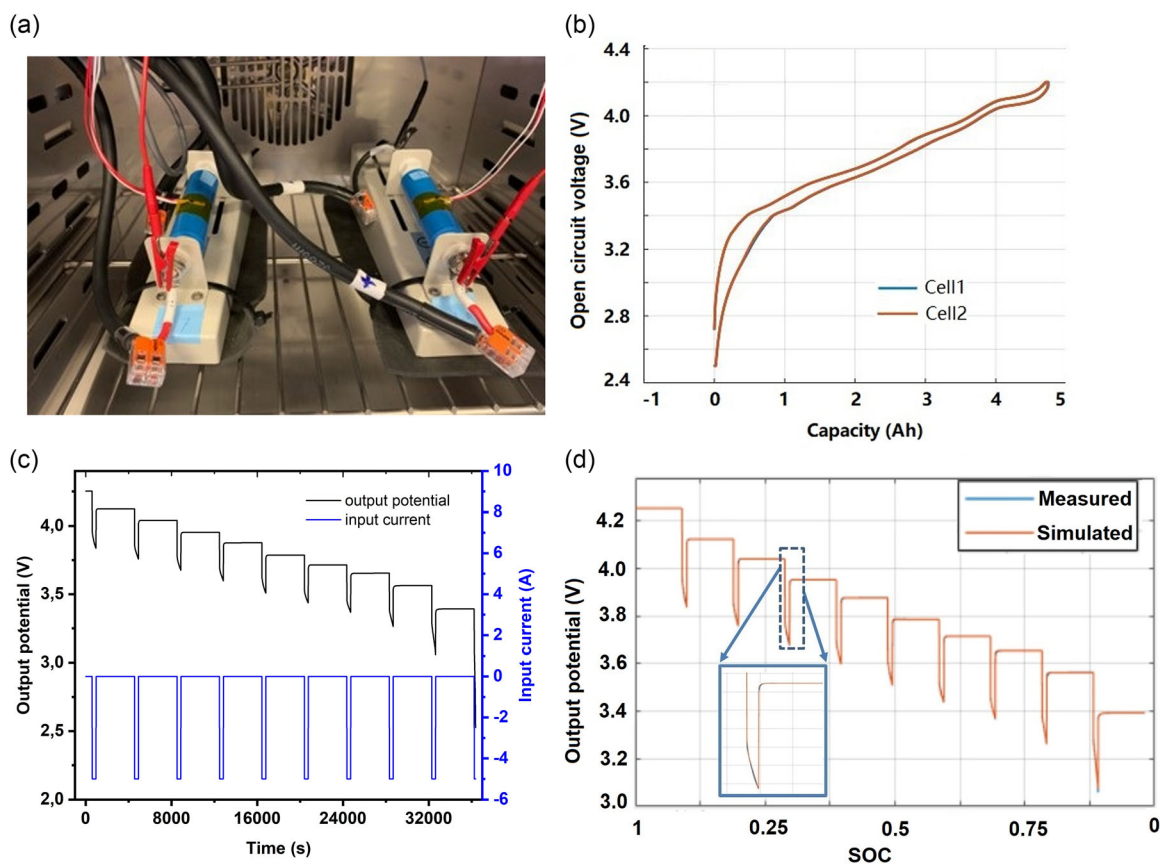 (a)
(b)
4.4
4.0
3.6
3.2
2.8
2.4
Open circuit voltage (V)
Cell1
Cell2
-1
0
1
2
3
4
5
Capacity (Ah)
(c)
4,0
3.5
3.0
2.5
2.0
Output potential (V)
output potential
input current
10
8
6
4
2
0
-2
-4
-6
Input current (A)
0
8000
16000
24000
32000
Time (s)
(d)
4.2
4.0
3.8
3.6
3.4
3.0
Output potential (V)
Measured
Simulated
1
0.25
0.5
0.75
0
SOC